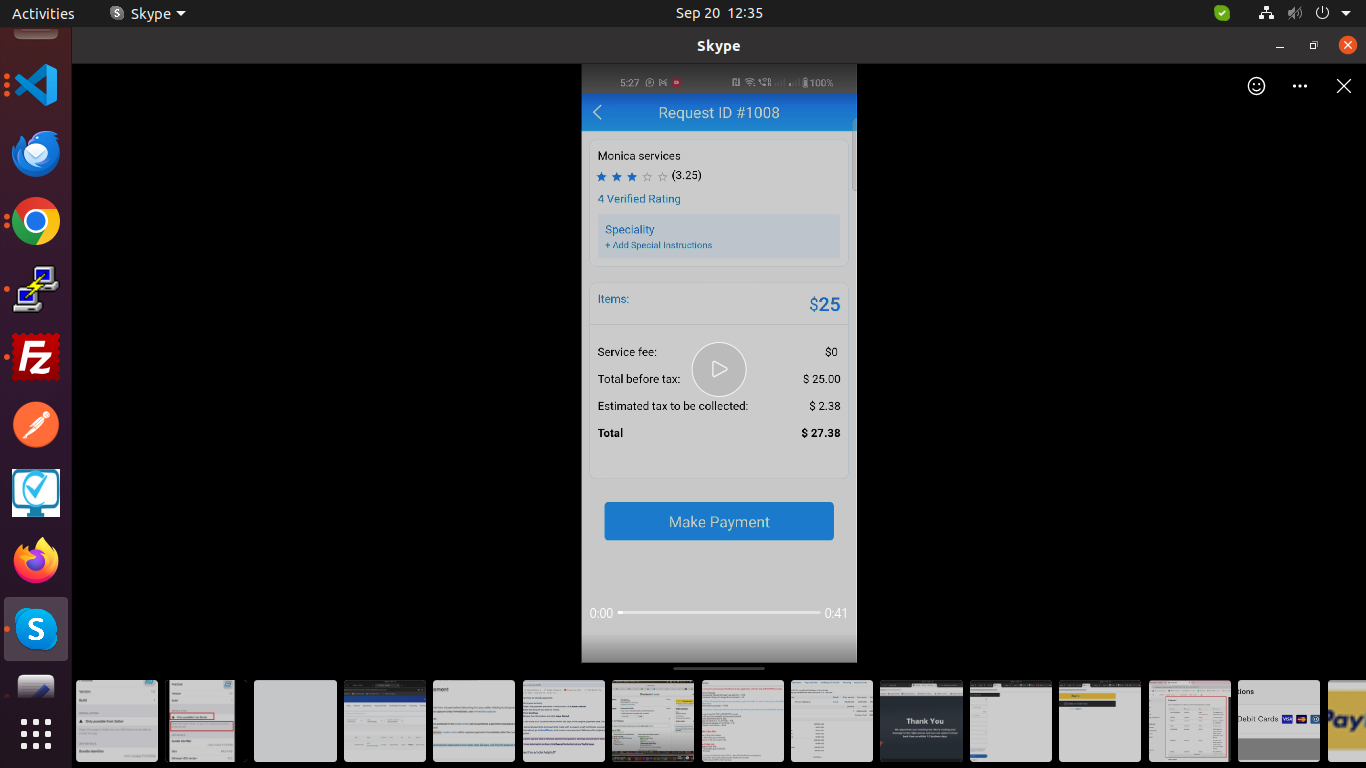 Activities
Skype
Sep 20 12:35
Skype
5:27
100%
Request ID #1008
Monica services
(3.25)
4 Verified Rating
Speciality
+ Add Special Instructions
Items:
$25
Service fee:
$0
Total before tax:
$ 25.00
Estimated tax to be collected:
$ 2.38
Total
$ 27.38
Make Payment
0:00
0:41
Thank You
Debit Cards
VISA